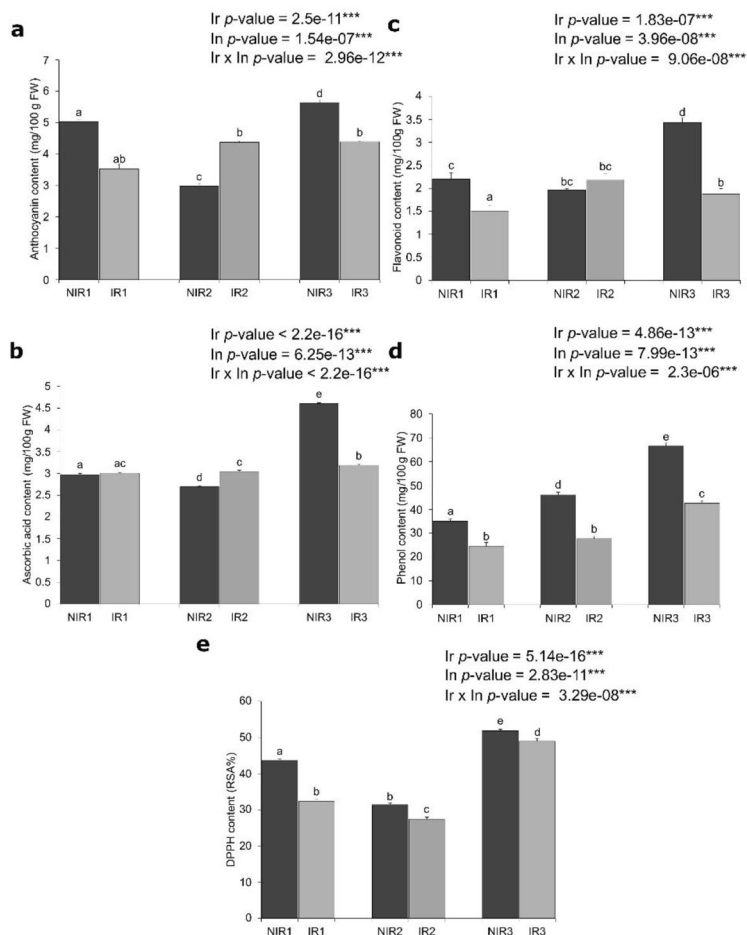 a
Ir p-value = 2.5e-11***
In p-value = 1.54e-07***
Ir x In p-value = 2.96e-12***
Anthocyanin content (mg/100 g FW)
7
6
5
4
3
2
1
0
a
ab
c
b
d
b
NIR1
IR1
NIR2
IR2
NIR3
IR3
c
Ir p-value = 1.83e-07***
In p-value = 3.96e-08***
Ir x In p-value = 9.06e-08***
Flavonoid content (mg/100g FW)
4
3.5
3
2.5
2
1.5
1
0.5
0
c
a
bc
bc
d
b
NIR1
IR1
NIR2
IR2
NIR3
IR3
b
Ir p-value < 2.2e-16***
In p-value = 6.25e-13***
Ir x In p-value < 2.2e-16***
Ascorbic acid content (mg/100g FW)
5
4.5
3.5
3
2.5
1.5
1
0.5
0
a
ac
d
c
e
b
NIR1
IR1
NIR2
IR2
NIR3
IR3
d
Ir p-value = 4.86e-13***
In p-value = 7.99e-13***
Ir x In p-value = 2.3e-06***
Phenol content (mg/100g FW)
80
70
60
50
40
30
20
10
0
a
b
d
b
e
c
NIR1
IR1
NIR2
IR2
NIR3
IR3
e
Ir p-value = 5.14e-16***
In p-value = 2.83e-11***
Ir x In p-value = 3.29e-08***
DPPH content (RSA%)
60
50
40
30
20
10
0
a
b
b
c
e
d
NIR1
IR1
NIR2
IR2
NIR3
IR3